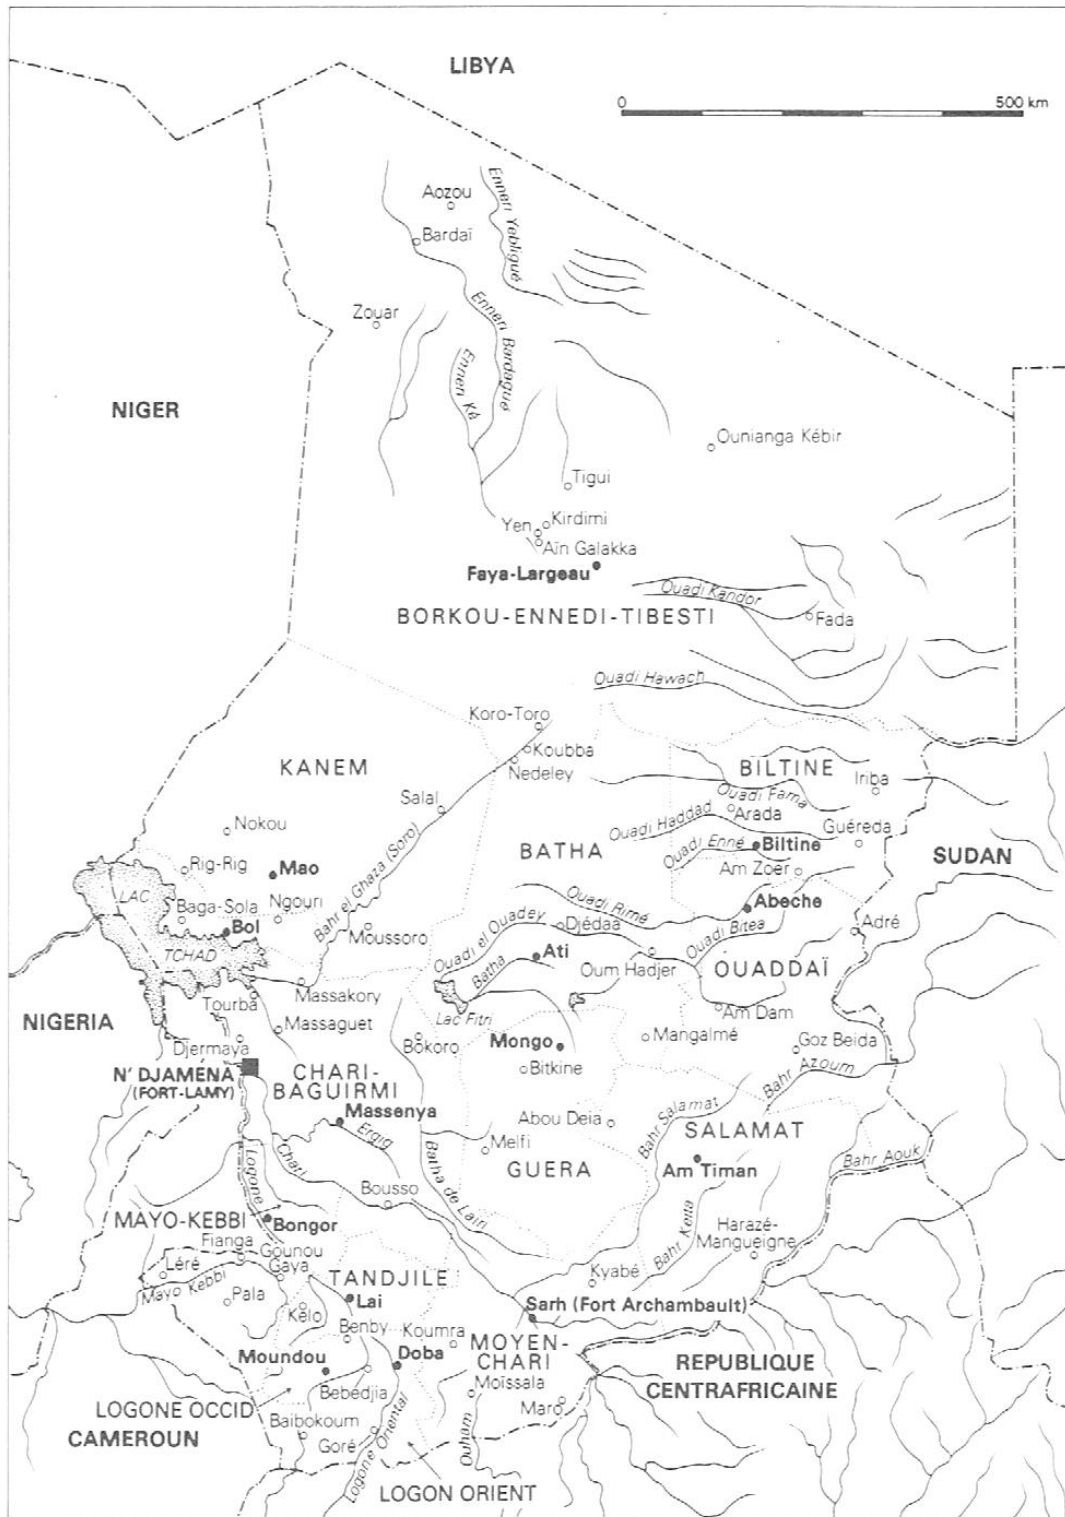 LIBYA
0 500 km
Aozou
Enneri Yebligué
Bardaï
Zouar
Enneri Bardagué
Enneri Ké
NIGER
Ounianga Kébir
Tigui
Yen
Kirdimi
Aïn Galakka
Faya-Largeau
Ouadi Kandor
BORKOU-ENNEDI-TIBESTI
Fada
Ouadi Hawach
Koro-Toro
Koubba
KANEM
Nedeley
BILTINE
Iriba
Salal
Ouadi Fama
Arada
Nokou
Ouadi Haddad
Guéreda
BATHA
Ouadi Enné
Biltine
SUDAN
Rig-Rig
Mao
Bahr el Ghaza (Soro)
Am Zoer
LAC
Baga-Sola
Ngouri
Ouadi Rimé
Abeche
Bol
Moussoro
Ouadi el Ouadey
Djédaa
Adré
TCHAD
Ati
Ouadi Bitea
Batha
Oum Hadjer
OUADDAÏ
Tourba
Massakory
Lac Fitri
Am Dam
NIGERIA
Massaguet
Bokoro
Mongo
Mangalmé
Goz Beida
Djermaya
N' DJAMENA
(FORT-LAMY)
CHARI-
BAGUIRMI
Bitkine
Bahr Azoum
Massenya
Abou Deia
Bahr Salamat
Erguig
Melfi
SALAMAT
Chari
Logone
Batha de Laïri
GUERA
Am Timan
Bahr Aouk
Bousso
MAYO-KEBBI
Bongor
Bahr Keita
Harazé-
Mangueigne
Fianga
Gounou
Gaya
Léré
Mayo Kebbi
TANDJILE
Kyabé
Pala
Lai
Kélo
Sarh (Fort Archambault)
Benby
Koumra
MOYEN-
CHARI
Moundou
Doba
REPUBLIQUE
CENTRAFRICAINE
Bebedjia
Moïssala
LOGONE OCCID
Maro
Baibokoum
CAMEROUN
Goré
Logone Oriental
Ouham
LOGON ORIENT